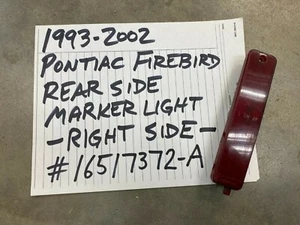 1993-2002
PONTIAC FIREBIRD
REAR SIDE
MARKER LIGHT
-RIGHT SIDE-
#16517372-A